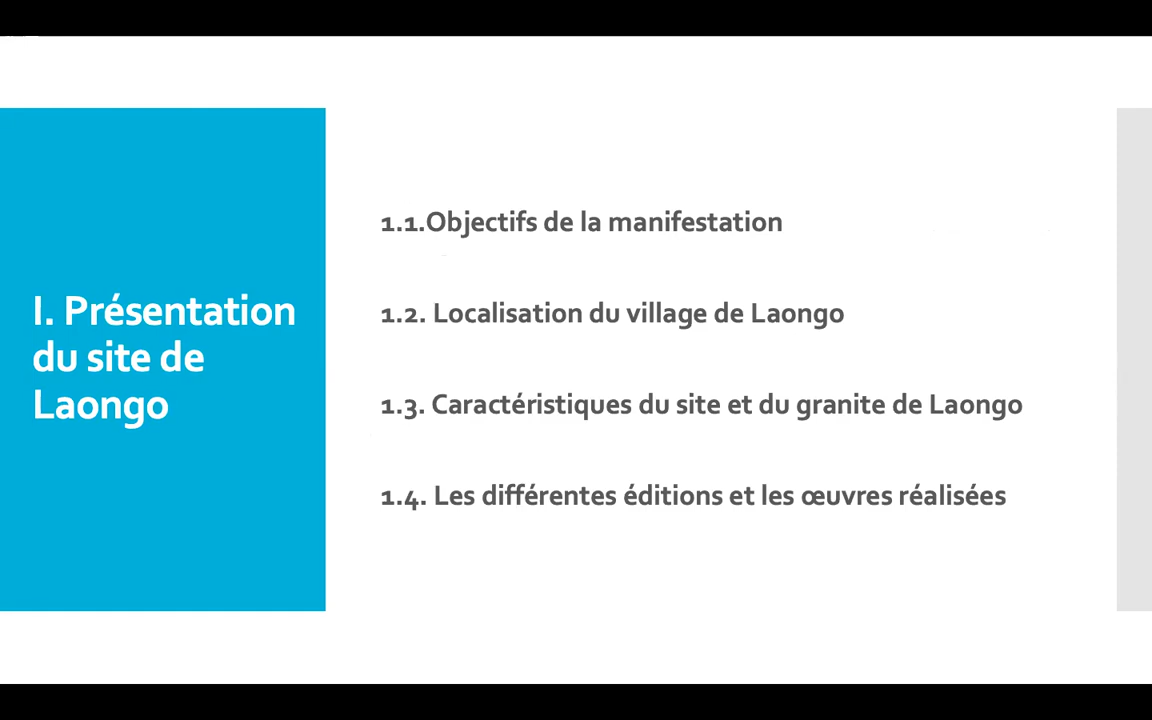 I. Présentation
du site de
Laongo
1.1.Objectifs de la manifestation
1.2. Localisation du village de Laongo
1.3. Caractéristiques du site et du granite de Laongo
1.4. Les différentes éditions et les œuvres réalisées